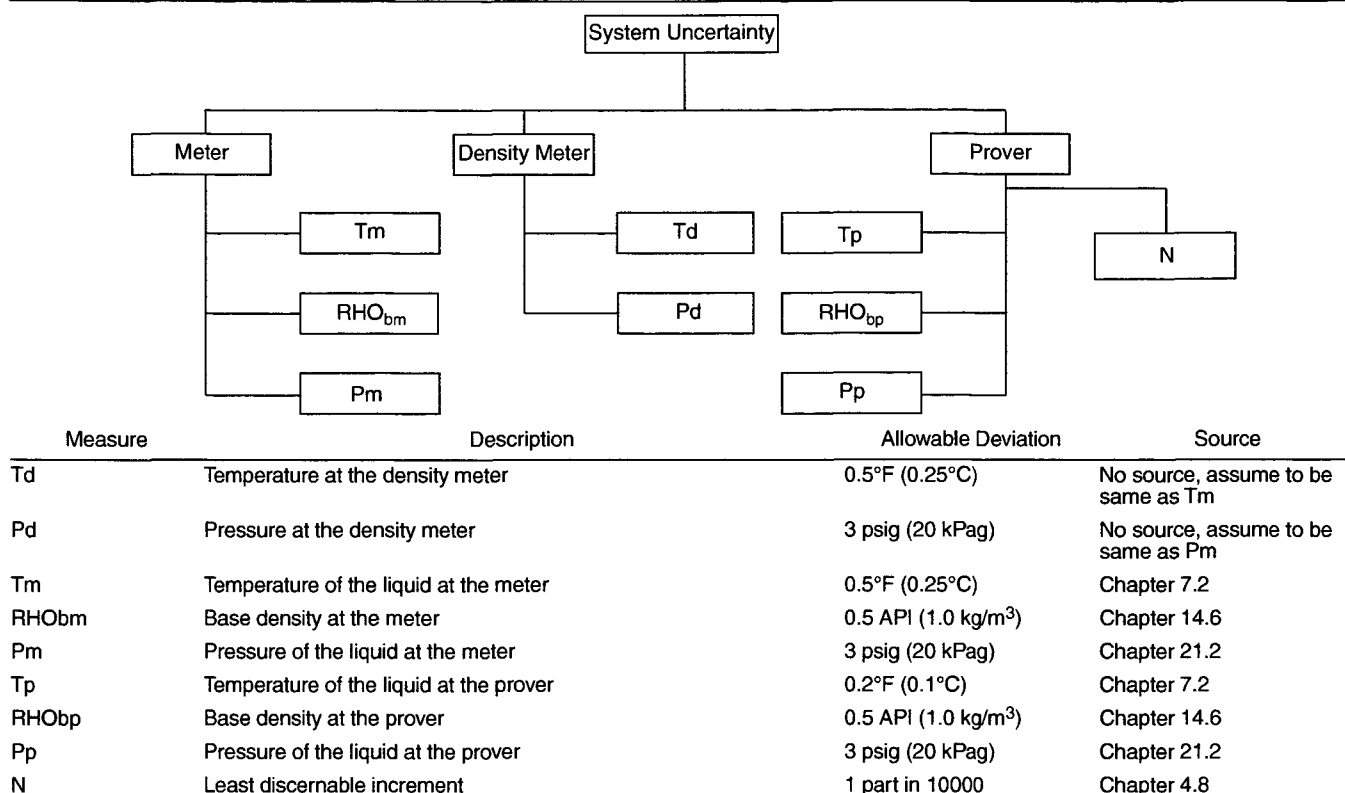 System Uncertainty
Meter
Density Meter
Prover
Tm
Td
Tp
N
RHObm
Pd
RHObp
Pm
Pp
Measure Description Allowable Deviation Source
Td Temperature at the density meter 0.5°F (0.25°C) No source, assume to be
same as Tm
Pd Pressure at the density meter 3 psig (20 kPag) No source, assume to be
same as Pm
Tm Temperature of the liquid at the meter 0.5°F (0.25°C) Chapter 7.2
RHObm Base density at the meter 0.5 API (1.0 kg/m³) Chapter 14.6
Pm Pressure of the liquid at the meter 3 psig (20 kPag) Chapter 21.2
Tp Temperature of the liquid at the prover 0.2°F (0.1°C) Chapter 7.2
RHObp Base density at the prover 0.5 API (1.0 kg/m³) Chapter 14.6
Pp Pressure of the liquid at the prover 3 psig (20 kPag) Chapter 21.2
N Least discernable increment 1 part in 10000 Chapter 4.8